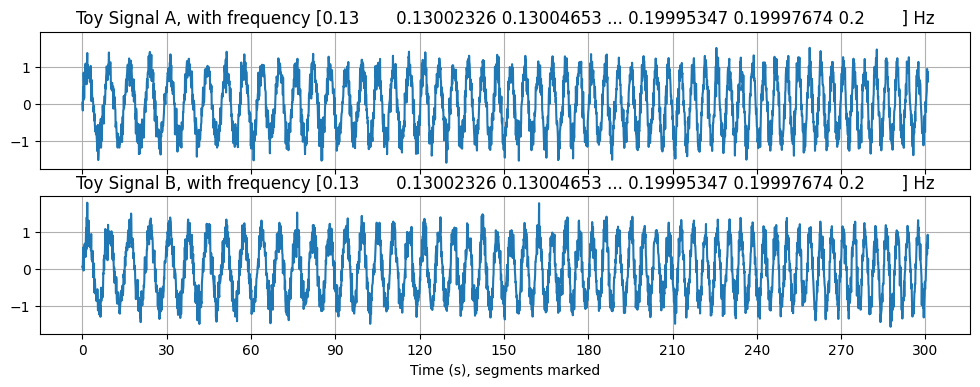 Toy Signal A, with frequency [0.13 0.13002326 0.13004653 ... 0.19995347 0.19997674 0.2 ] Hz
1
0
−1
Toy Signal B, with frequency [0.13 0.13002326 0.13004653 ... 0.19995347 0.19997674 0.2 ] Hz
1
0
−1
0 30 60 90 120 150 180 210 240 270 300
Time (s), segments marked